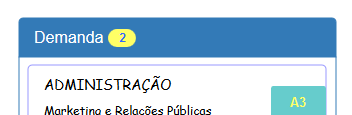 Demanda 2
ADMINISTRAÇÃO
A3
Marketing e Relações Públicas